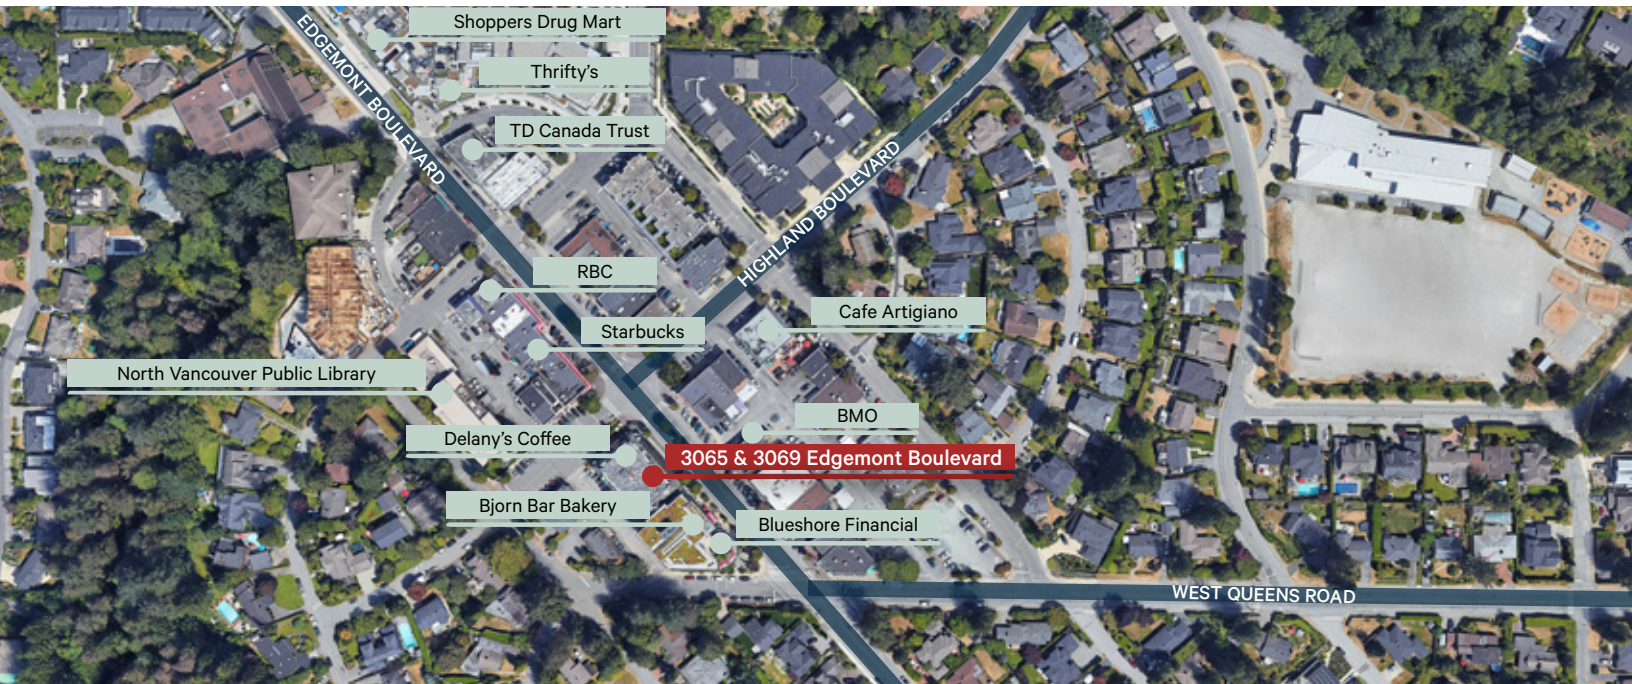 Shoppers Drug Mart
EDGEMONT BOULEVARD
Thrifty’s
TD Canada Trust
HIGHLAND BOULEVARD
RBC
Cafe Artigiano
Starbucks
North Vancouver Public Library
BMO
Delany’s Coffee
3065 & 3069 Edgemont Boulevard
Bjorn Bar Bakery
Blueshore Financial
WEST QUEENS ROAD